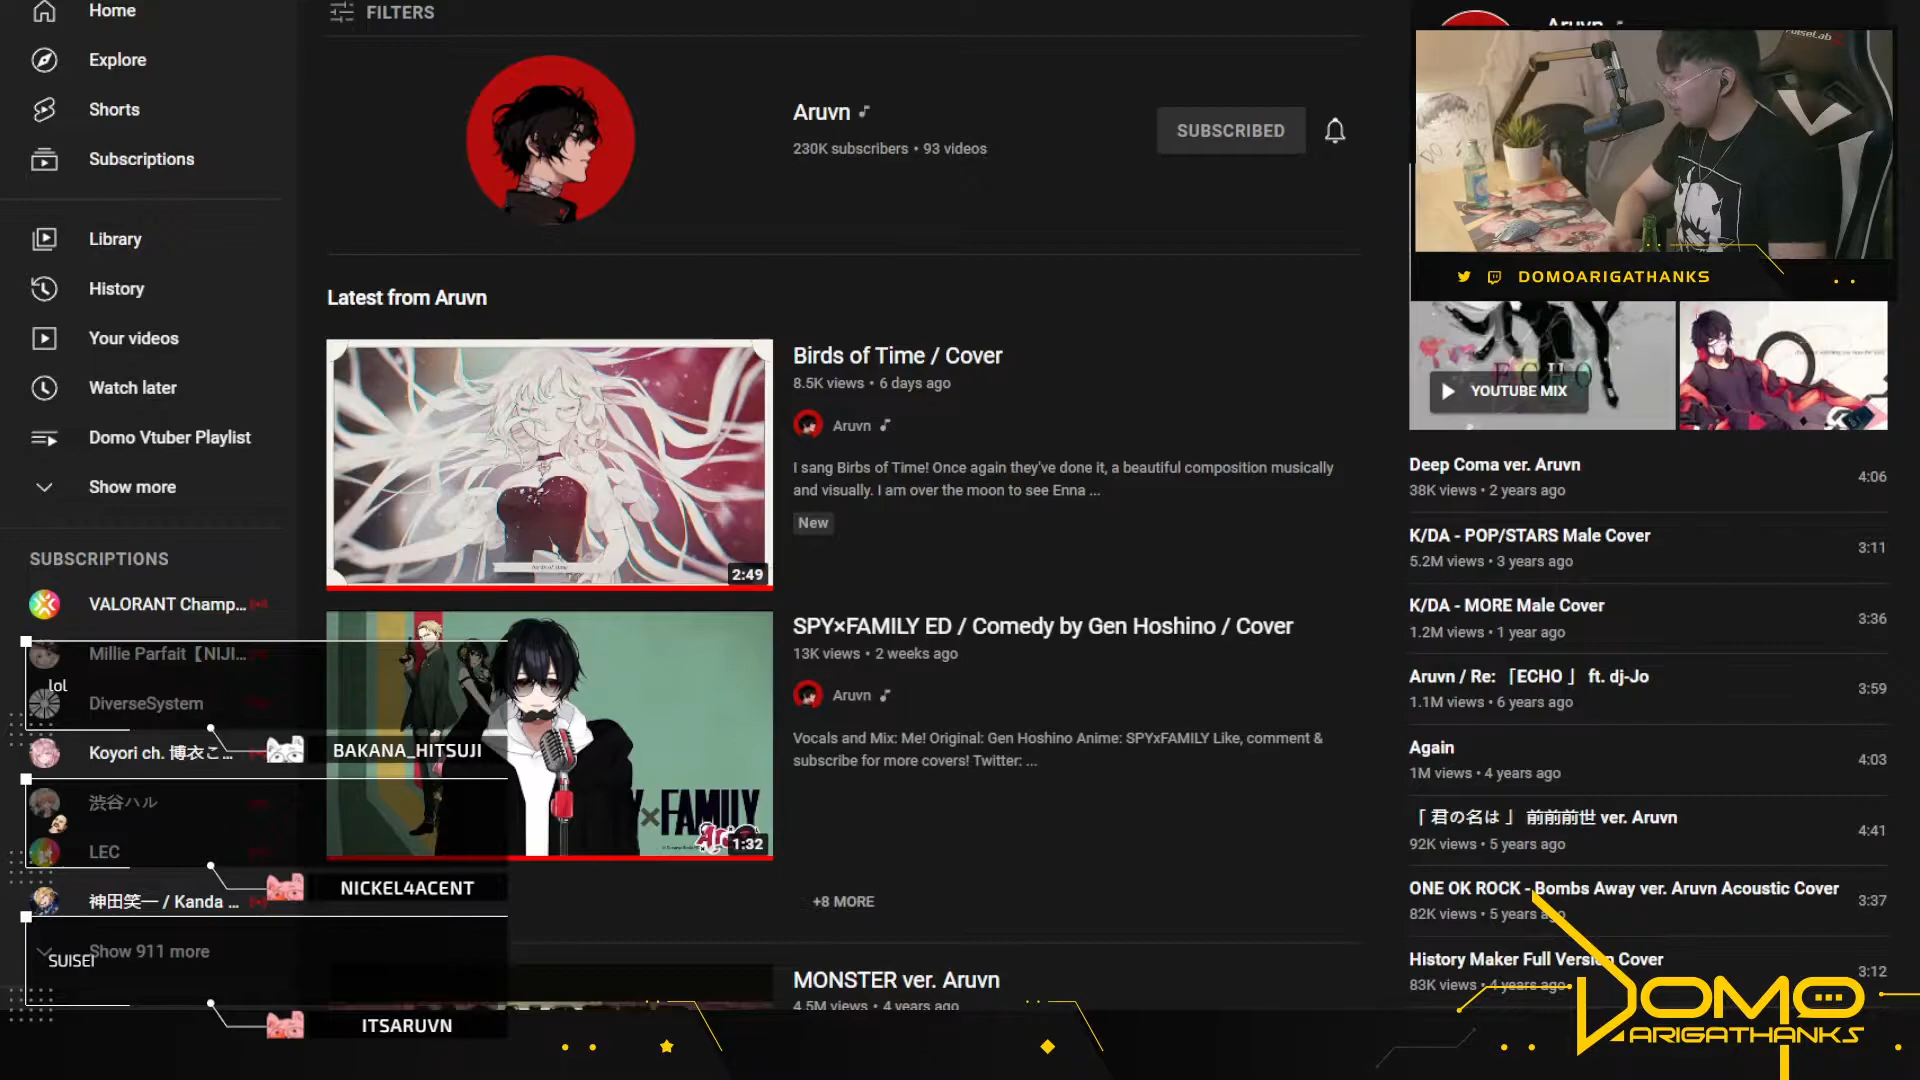 Home
Explore
Shorts
Subscriptions
Library
History
Your videos
Watch later
Domo Vtuber Playlist
Show more
SUBSCRIPTIONS
VALORANT Champ...
Millie Parfait【NIJI...
lol
DiverseSystem
Koyori ch. 博衣こ...
BAKANA_HITSUJI
渋谷ハル
LEC
NICKEL4ACENT
神田笑一 / Kanda ...
Show 911 more
SUISEI
ITSARUVN
FILTERS
Aruvn
230K subscribers • 93 videos
SUBSCRIBED
Latest from Aruvn
2:49
Birds of Time / Cover
8.5K views • 6 days ago
Aruvn
I sang Birbs of Time! Once again they've done it, a beautiful composition musically
and visually. I am over the moon to see Enna ...
New
×FAMILY
1:32
SPY×FAMILY ED / Comedy by Gen Hoshino / Cover
13K views • 2 weeks ago
Aruvn
Vocals and Mix: Me! Original: Gen Hoshino Anime: SPYxFAMILY Like, comment &
subscribe for more covers! Twitter: ...
+8 MORE
MONSTER ver. Aruvn
4.5M views • 4 years ago
Aruvn
DOMOARIGATHANKS
ECHO
YOUTUBE MIX
Deep Coma ver. Aruvn
38K views • 2 years ago
4:06
K/DA - POP/STARS Male Cover
5.2M views • 3 years ago
3:11
K/DA - MORE Male Cover
1.2M views • 1 year ago
3:36
Aruvn / Re:「ECHO 」 ft. dj-Jo
1.1M views • 6 years ago
3:59
Again
1M views • 4 years ago
4:03
「 君の名は 」 前前前世 ver. Aruvn
92K views • 5 years ago
4:41
ONE OK ROCK - Bombs Away ver. Aruvn Acoustic Cover
82K views • 5 years ago
3:37
History Maker Full Version Cover
83K views • 4 years ago
3:12
DOMO
ARIGATHANKS